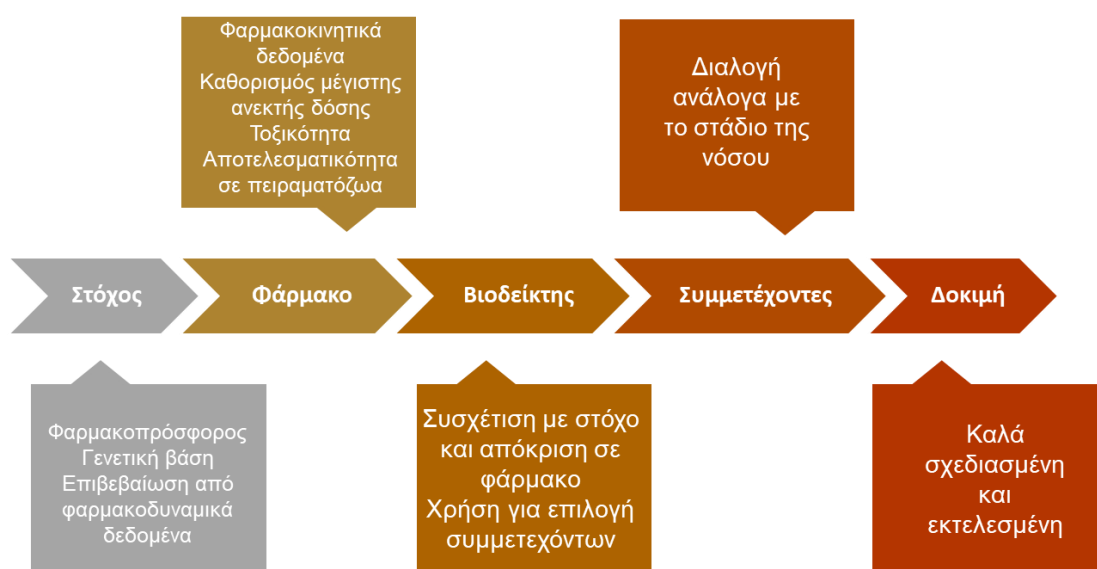 Φαρμακοκινητικά
δεδομένα
Καθορισμός μέγιστης
ανεκτής δόσης
Τοξικότητα
Αποτελεσματικότητα
σε πειραματόζωα
Διαλογή
ανάλογα με
το στάδιο της
νόσου
Στόχος
Φάρμακο
Βιοδείκτης
Συμμετέχοντες
Δοκιμή
Φαρμακοπρόσφορος
Γενετική βάση
Επιβεβαίωση από
φαρμακοδυναμικά
δεδομένα
Συσχέτιση με στόχο
και απόκριση σε
φάρμακο
Χρήση για επιλογή
συμμετεχόντων
Καλά
σχεδιασμένη
και
εκτελεσμένη